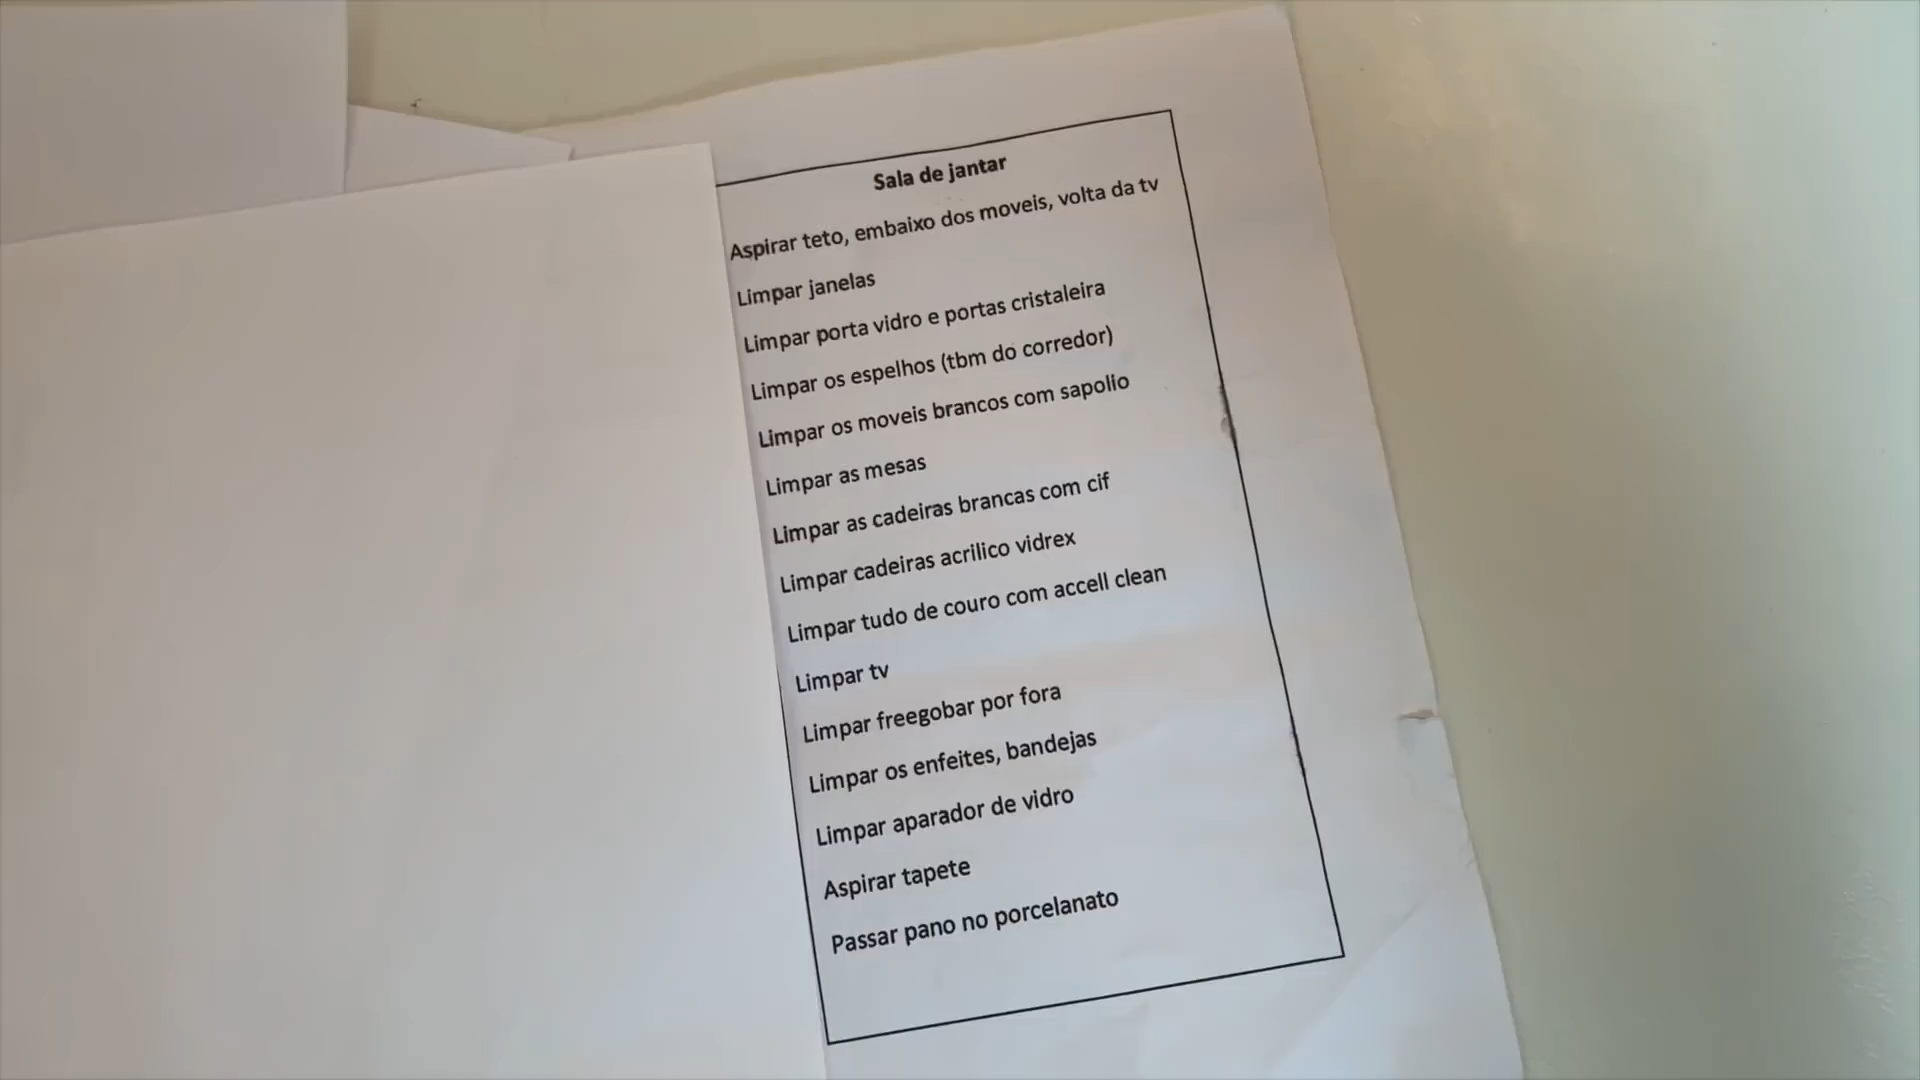 Sala de jantar
Aspirar teto, embaixo dos moveis, volta da tv
Limpar janelas
Limpar porta vidro e portas cristaleira
Limpar os espelhos (tbm do corredor)
Limpar os moveis brancos com sapolio
Limpar as mesas
Limpar as cadeiras brancas com cif
Limpar cadeiras acrilico vidrex
Limpar tudo de couro com accell clean
Limpar tv
Limpar freegobar por fora
Limpar os enfeites, bandejas
Limpar aparador de vidro
Aspirar tapete
Passar pano no porcelanato